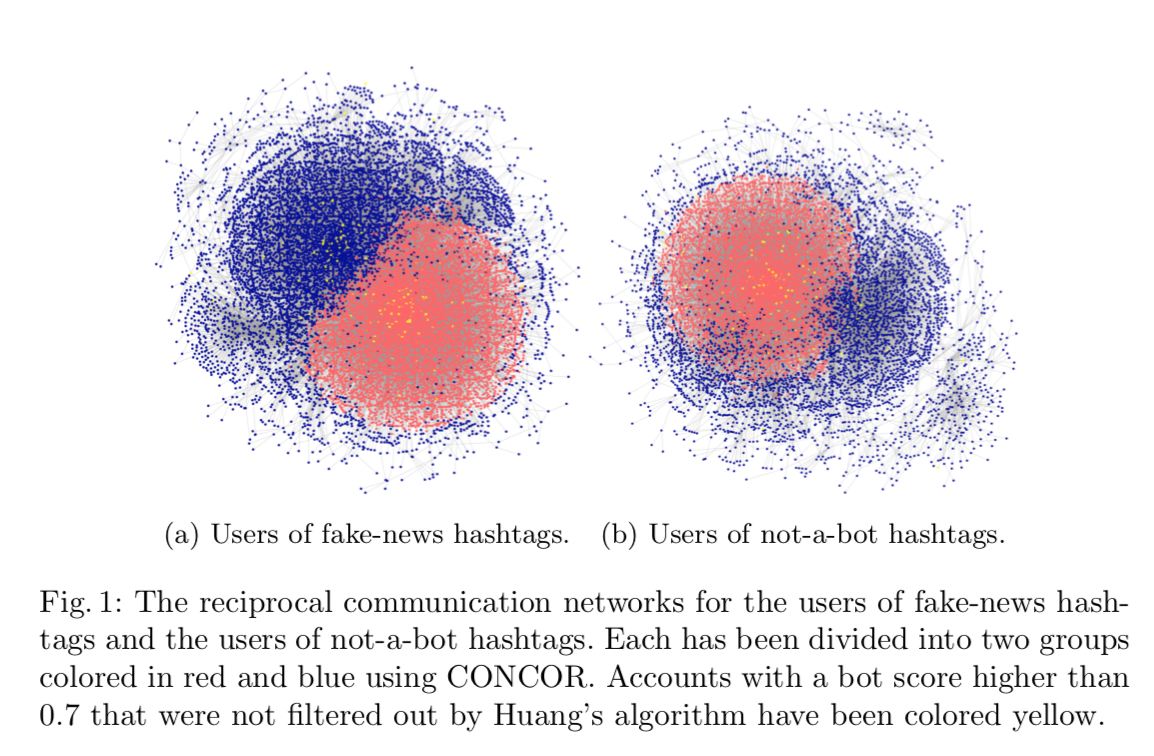 (a) Users of fake-news hashtags.
(b) Users of not-a-bot hashtags.
Fig. 1: The reciprocal communication networks for the users of fake-news hash-
tags and the users of not-a-bot hashtags. Each has been divided into two groups
colored in red and blue using CONCOR. Accounts with a bot score higher than
0.7 that were not filtered out by Huang's algorithm have been colored yellow.